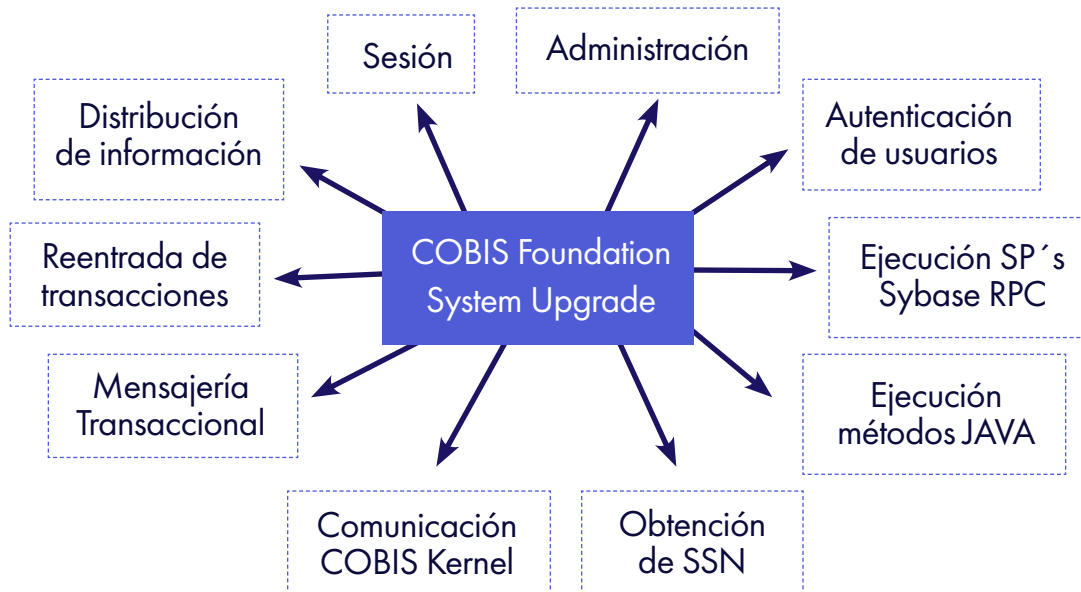 Sesión
Administración
Distribución
de información
Autenticación
de usuarios
COBIS Foundation
System Upgrade
Reentrada de
transacciones
Ejecución SP´s
Sybase RPC
Mensajería
Transaccional
Ejecución
métodos JAVA
Comunicación
COBIS Kernel
Obtención
de SSN